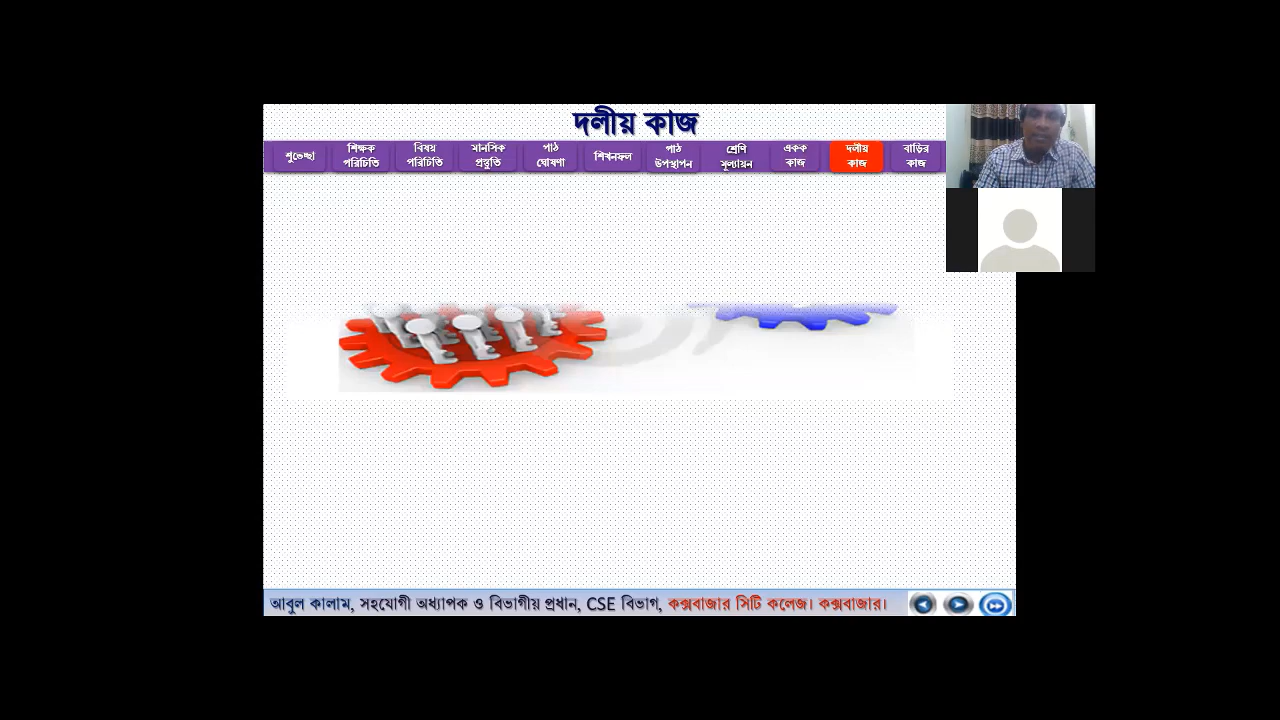 দলীয় কাজ
শুভেচ্ছা
শিক্ষক
পরিচিতি
বিষয়
পরিচিতি
মানসিক
প্রস্তুতি
পাঠ
ঘোষণা
শিখনফল
পাঠ
উপস্থাপন
শ্রেণি
মূল্যায়ন
একক
কাজ
দলীয়
কাজ
বাড়ির
কাজ
আবুল কালাম, সহযোগী অধ্যাপক ও বিভাগীয় প্রধান, CSE বিভাগ, কক্সবাজার সিটি কলেজ। কক্সবাজার।